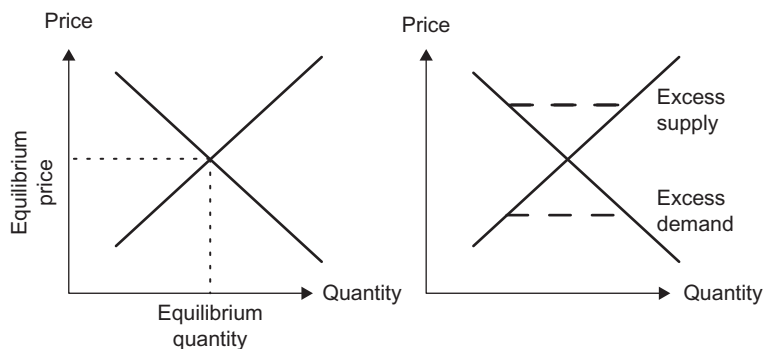 Price
Equilibrium
price
Quantity
Equilibrium
quantity
Price
Excess
supply
Excess
demand
Quantity